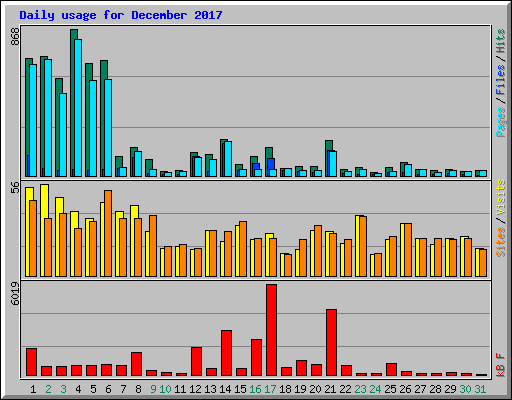 Daily usage for December 2017
868
Pages / Files / Hits
56
Sites / Visits
6019
kB F
1 2 3 4 5 6 7 8 9 10 11 12 13 14 15 16 17 18 19 20 21 22 23 24 25 26 27 28 29 30 31